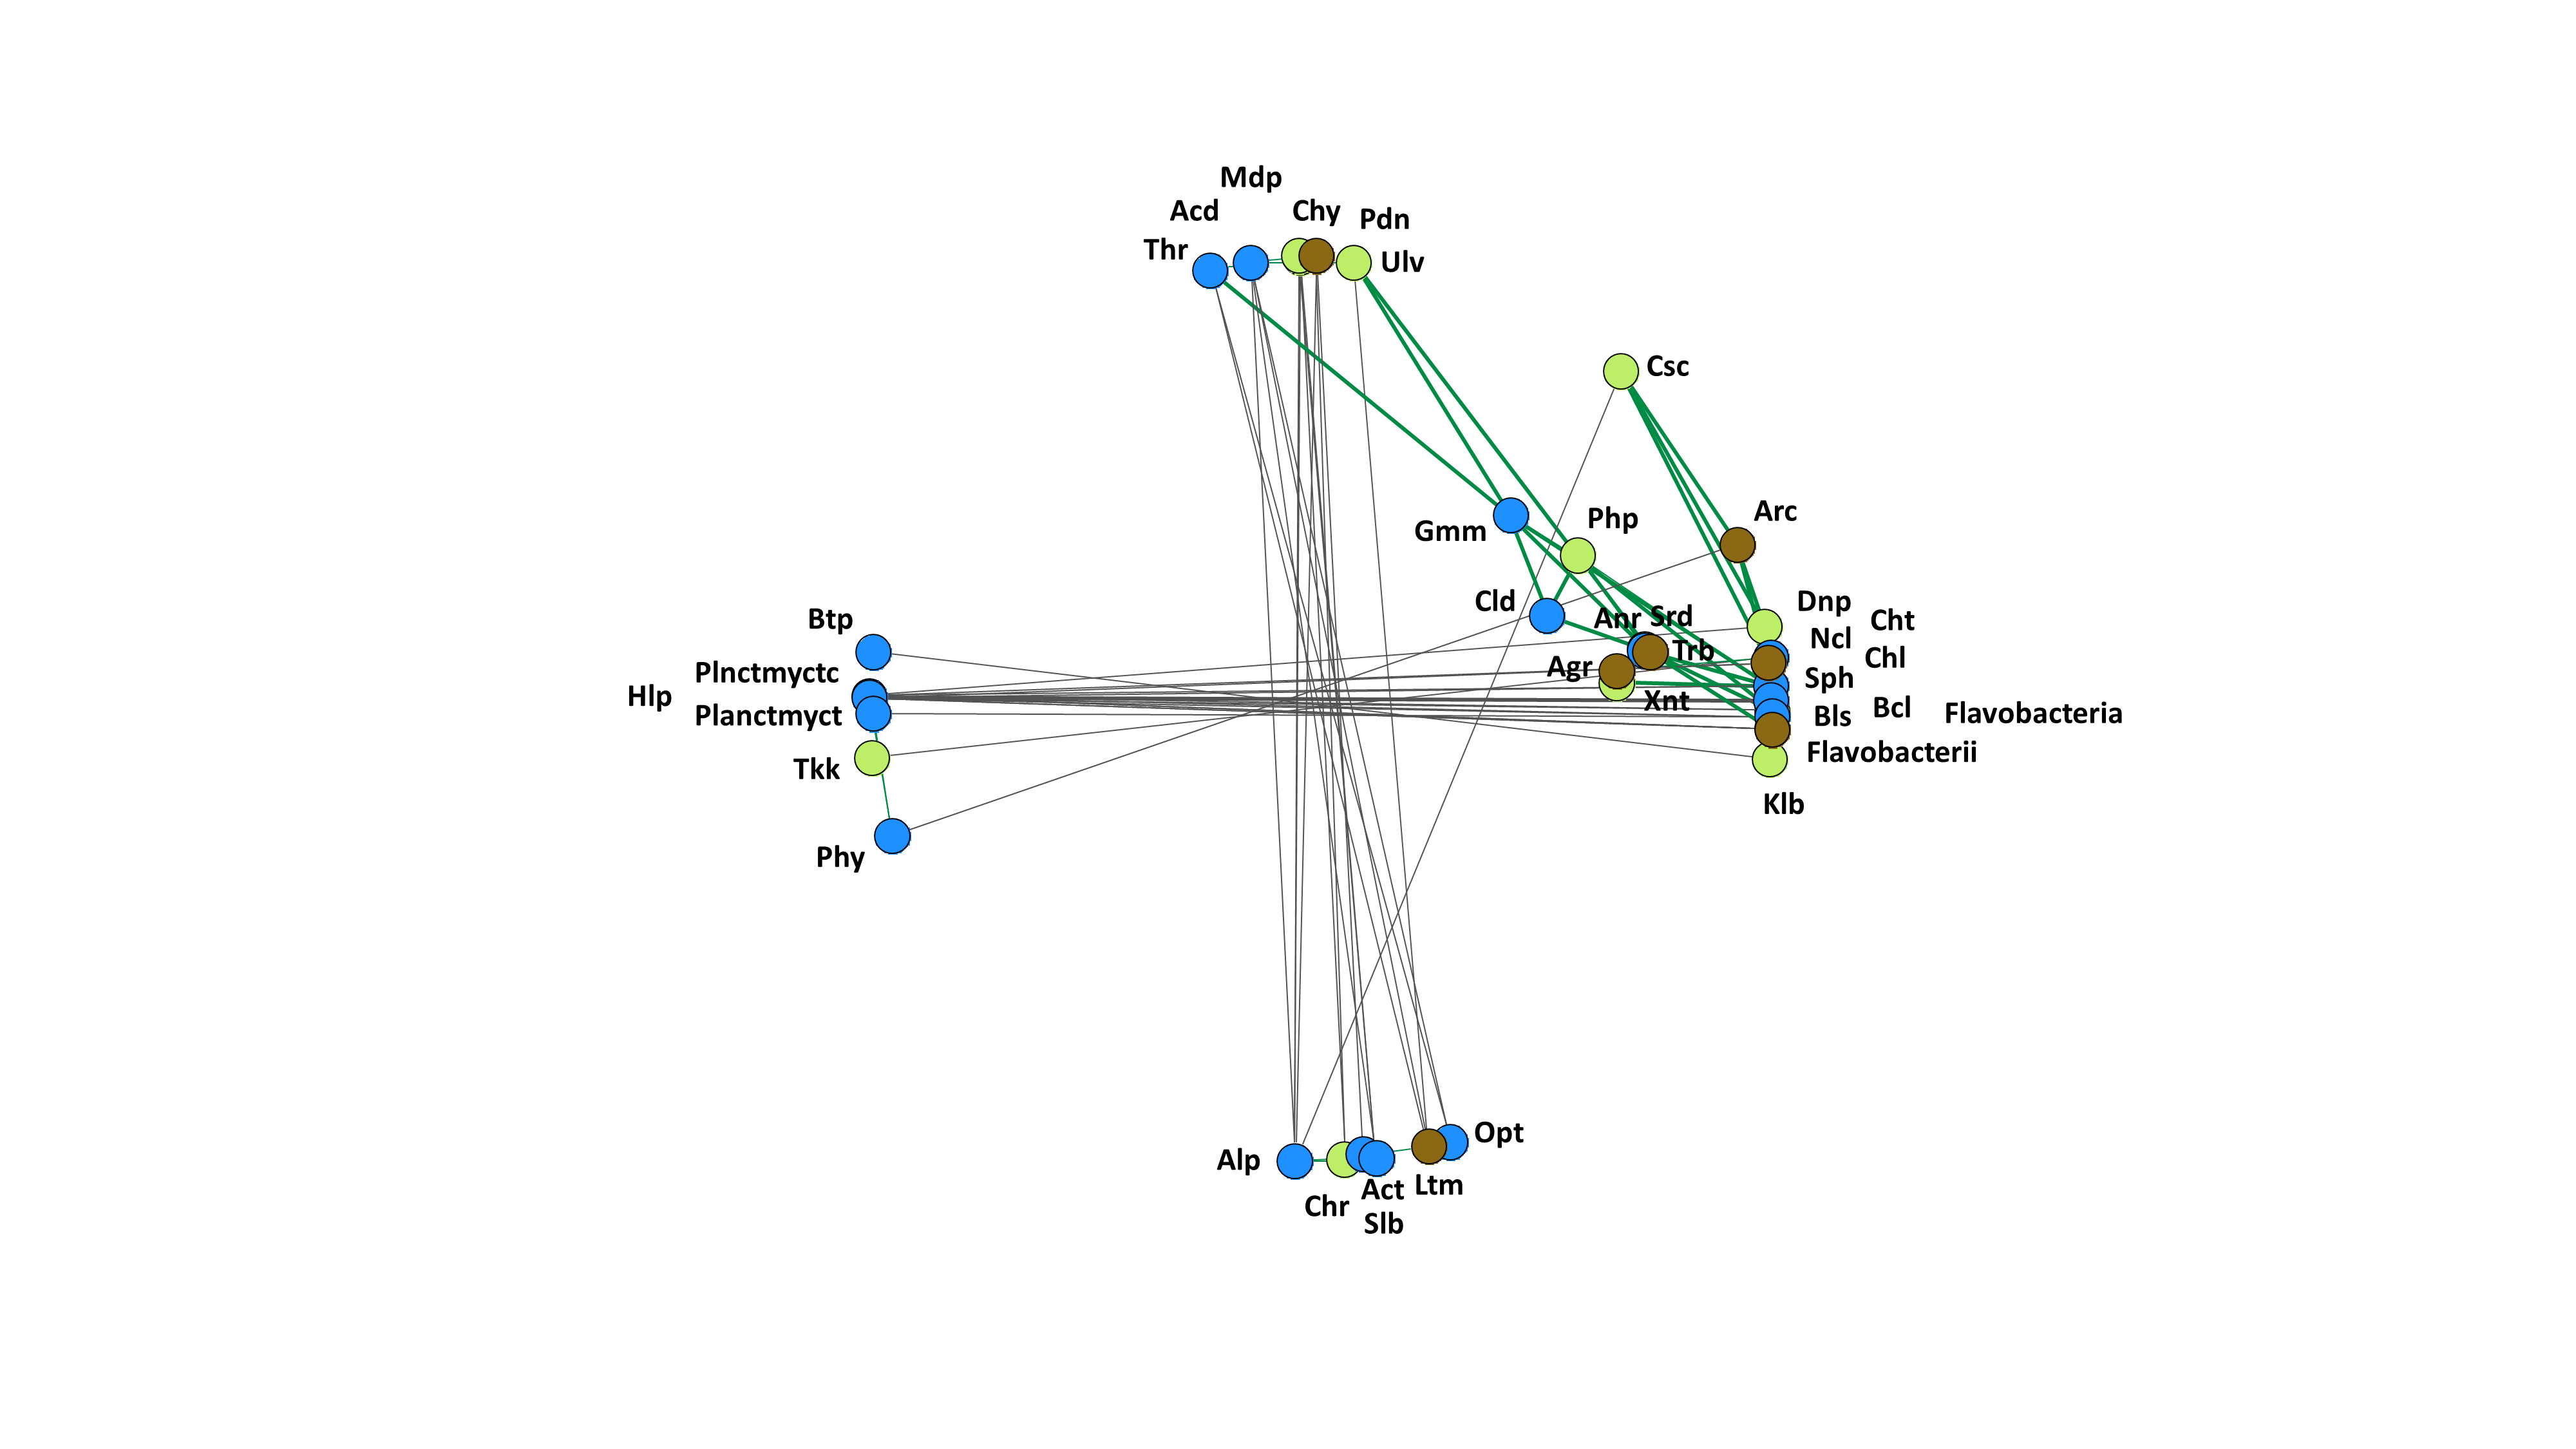 Mdp
Acd
Chy
Pdn
Thr
Ulv
Csc
Arc
Php
Gmm
Cld
Anr
Srd
Dnp
Cht
Btp
Ncl
Trb
Chl
Agr
Plnctmyctc
Sph
Hlp
Xnt
Planctmyct
Bls
Bcl
Flavobacteria
Flavobacterii
Tkk
Klb
Phy
Opt
Alp
Act
Ltm
Chr
Slb